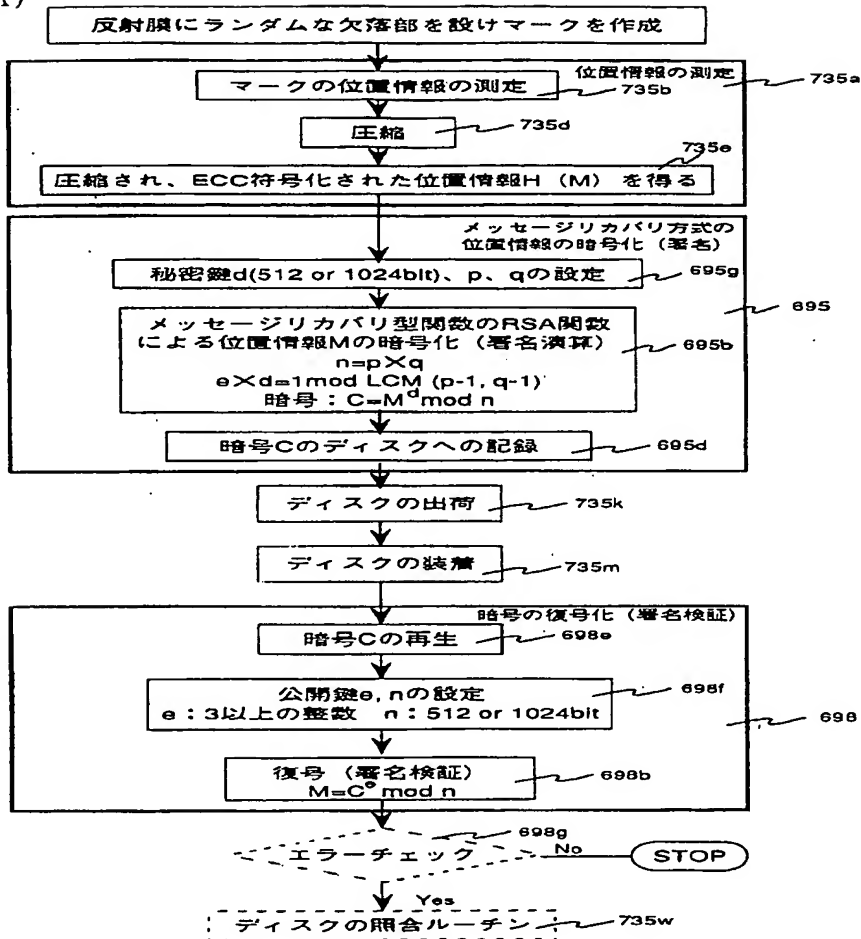 反射膜にランダムな欠落部を設けマークを作成
位置情報の測定
735a
マークの位置情報の測定
735b
圧縮
735d
735e
圧縮され、ECC符号化された位置情報H（M）を得る
メッセージリカバリ方式の
位置情報の暗号化（署名）
秘密鍵d(512 or 1024bit)、p、qの設定
695g
695
メッセージリカバリ型関数のRSA関数
による位置情報Mの暗号化（署名演算）
n=p×q
e×d=1mod LCM (p-1, q-1)
暗号：C=M^d mod n
695b
暗号Cのディスクへの記録
695d
ディスクの出荷
735k
ディスクの装着
735m
暗号の復号化（署名検証）
暗号Cの再生
698e
公開鍵e, nの設定
e：3以上の整数　n：512 or 1024bit
698f
698
復号（署名検証）
M=C^e mod n
698b
698g
エラーチェック
No
STOP
Yes
ディスクの照合ルーチン
735w